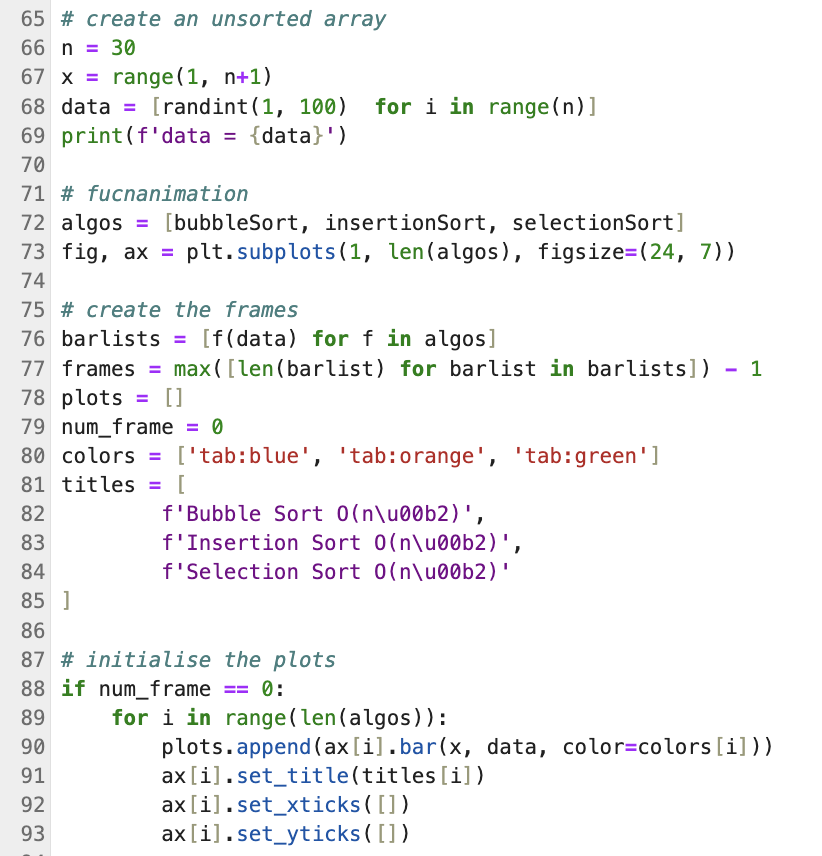 65 # create an unsorted array
66 n = 30
67 x = range(1, n+1)
68 data = [randint(1, 100)  for i in range(n)]
69 print(f'data = {data}')
70
71 # fucnanimation
72 algos = [bubbleSort, insertionSort, selectionSort]
73 fig, ax = plt.subplots(1, len(algos), figsize=(24, 7))
74
75 # create the frames
76 barlists = [f(data) for f in algos]
77 frames = max([len(barlist) for barlist in barlists]) - 1
78 plots = []
79 num_frame = 0
80 colors = ['tab:blue', 'tab:orange', 'tab:green']
81 titles = [
82         f'Bubble Sort O(n\u00b2)',
83         f'Insertion Sort O(n\u00b2)',
84         f'Selection Sort O(n\u00b2)'
85 ]
86
87 # initialise the plots
88 if num_frame == 0:
89     for i in range(len(algos)):
90         plots.append(ax[i].bar(x, data, color=colors[i]))
91         ax[i].set_title(titles[i])
92         ax[i].set_xticks([])
93         ax[i].set_yticks([])